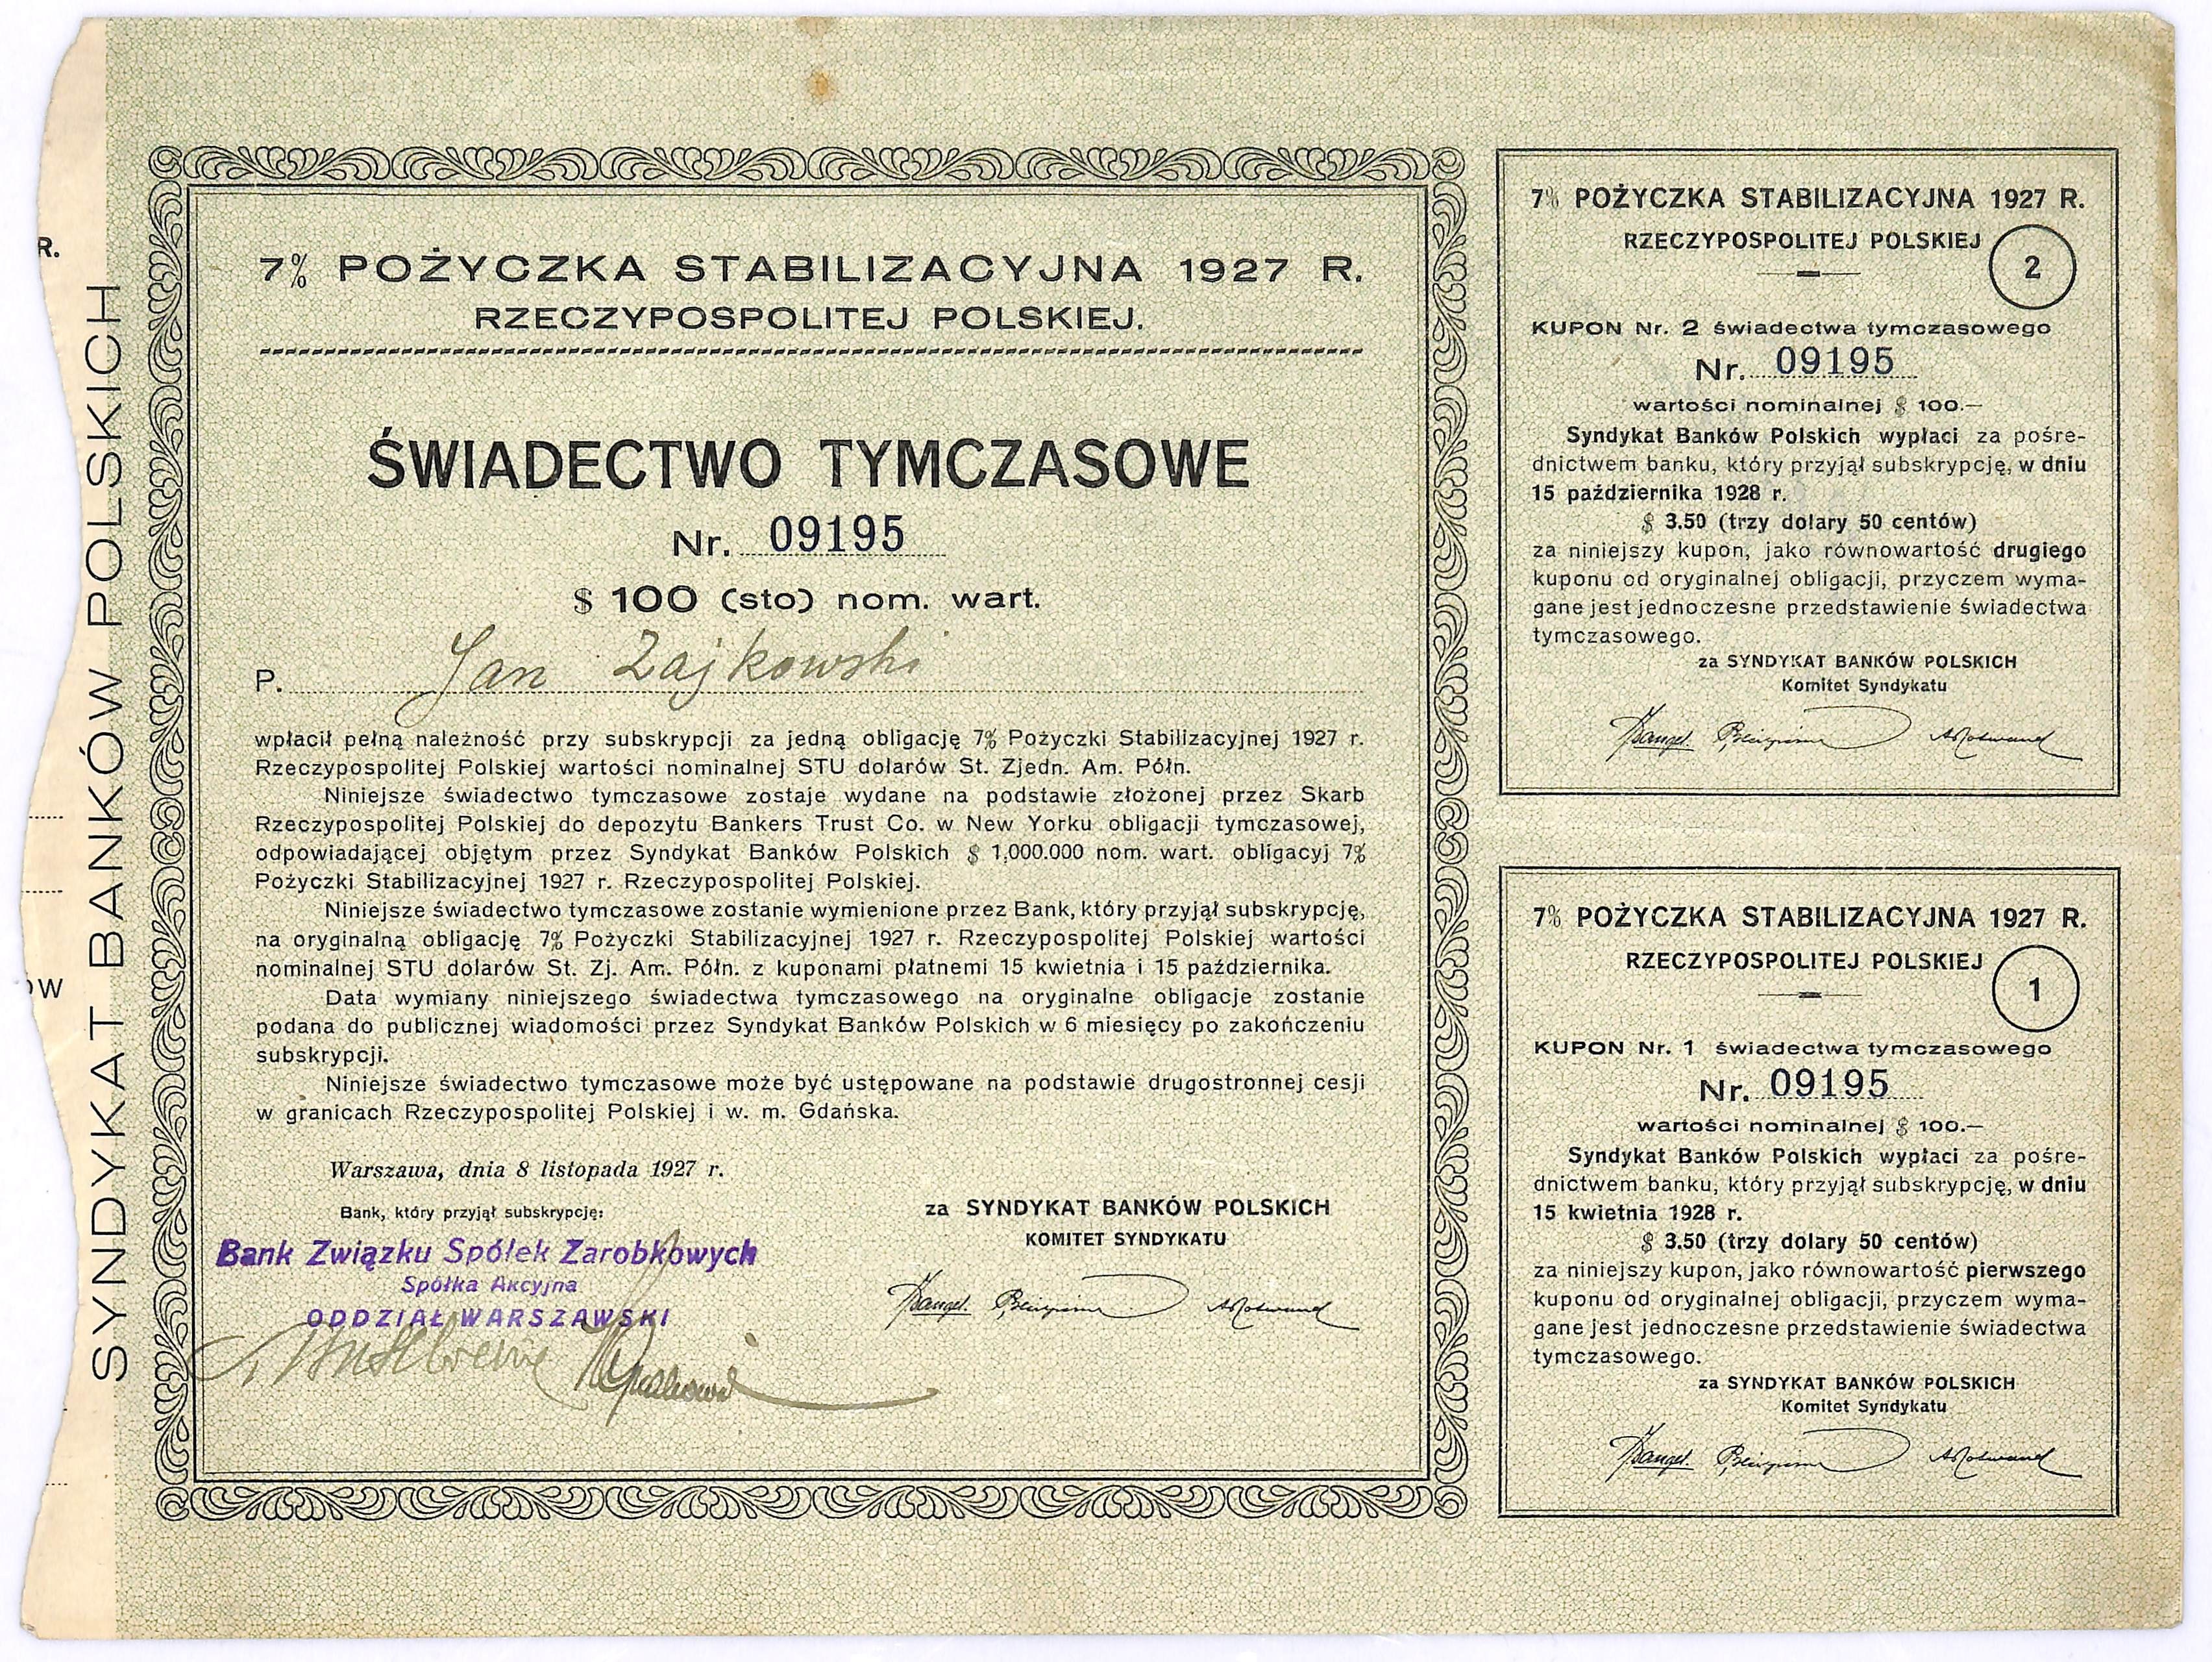 R.
ÓW
SYNDYKAT BANKÓW POLSKICH
7% POŻYCZKA STABILIZACYJNA 1927 R.
RZECZYPOSPOLITEJ POLSKIEJ.
ŚWIADECTWO TYMCZASOWE
Nr. 09195
$ 100 (sto) nom. wart.
P. Jan Zajkowski
wpłacił pełną należność przy subskrypcji za jedną obligację 7% Pożyczki Stabilizacyjnej 1927 r.
Rzeczypospolitej Polskiej wartości nominalnej STU dolarów St. Zjedn. Am. Półn.
Niniejsze świadectwo tymczasowe zostaje wydane na podstawie złożonej przez Skarb
Rzeczypospolitej Polskiej do depozytu Bankers Trust Co. w New Yorku obligacji tymczasowej,
odpowiadającej objętym przez Syndykat Banków Polskich $ 1,000.000 nom. wart. obligacyj 7%
Pożyczki Stabilizacyjnej 1927 r. Rzeczypospolitej Polskiej.
Niniejsze świadectwo tymczasowe zostanie wymienione przez Bank, który przyjął subskrypcję,
na oryginalną obligację 7% Pożyczki Stabilizacyjnej 1927 r. Rzeczypospolitej Polskiej wartości
nominalnej STU dolarów St. Zj. Am. Półn. z kuponami płatnemi 15 kwietnia i 15 października.
Data wymiany niniejszego świadectwa tymczasowego na oryginalne obligacje zostanie
podana do publicznej wiadomości przez Syndykat Banków Polskich w 6 miesięcy po zakończeniu
subskrypcji.
Niniejsze świadectwo tymczasowe może być ustępowane na podstawie drugostronnej cesji
w granicach Rzeczypospolitej Polskiej i w. m. Gdańska.
Warszawa, dnia 8 listopada 1927 r.
Bank, który przyjął subskrypcję:
Bank Związku Spółek Zarobkowych
Spółka Akcyjna
ODDZIAŁ WARSZAWSKI
za SYNDYKAT BANKÓW POLSKICH
KOMITET SYNDYKATU
7% POŻYCZKA STABILIZACYJNA 1927 R.
RZECZYPOSPOLITEJ POLSKIEJ
2
KUPON Nr. 2 świadectwa tymczasowego
Nr. 09195
wartości nominalnej $ 100.—
Syndykat Banków Polskich wypłaci za pośre-
dnictwem banku, który przyjął subskrypcję, w dniu
15 października 1928 r.
$ 3.50 (trzy dolary 50 centów)
za niniejszy kupon, jako równowartość drugiego
kuponu od oryginalnej obligacji, przyczem wyma-
gane jest jednoczesne przedstawienie świadectwa
tymczasowego.
za SYNDYKAT BANKÓW POLSKICH
Komitet Syndykatu
7% POŻYCZKA STABILIZACYJNA 1927 R.
RZECZYPOSPOLITEJ POLSKIEJ
1
KUPON Nr. 1 świadectwa tymczasowego
Nr. 09195
wartości nominalnej $ 100.—
Syndykat Banków Polskich wypłaci za pośre-
dnictwem banku, który przyjął subskrypcję, w dniu
15 kwietnia 1928 r.
$ 3.50 (trzy dolary 50 centów)
za niniejszy kupon, jako równowartość pierwszego
kuponu od oryginalnej obligacji, przyczem wyma-
gane jest jednoczesne przedstawienie świadectwa
tymczasowego.
za SYNDYKAT BANKÓW POLSKICH
Komitet Syndykatu